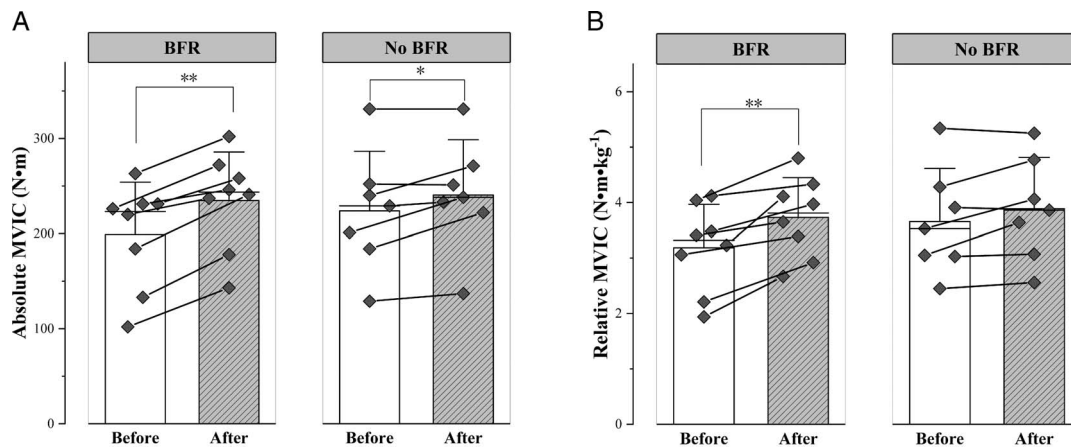 A
BFR
No BFR
**
*
Absolute MVIC (N•m)
300
200
100
0
Before After
Before After
B
BFR
No BFR
**
Relative MVIC (N•m•kg⁻¹)
6
4
2
0
Before After
Before After